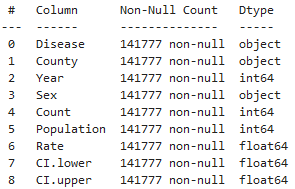 #   Column      Non-Null Count   Dtype
---  ------      --------------   -----
0   Disease     141777 non-null  object
1   County      141777 non-null  object
2   Year        141777 non-null  int64
3   Sex         141777 non-null  object
4   Count       141777 non-null  int64
5   Population  141777 non-null  int64
6   Rate        141777 non-null  float64
7   CI.lower    141777 non-null  float64
8   CI.upper    141777 non-null  float64